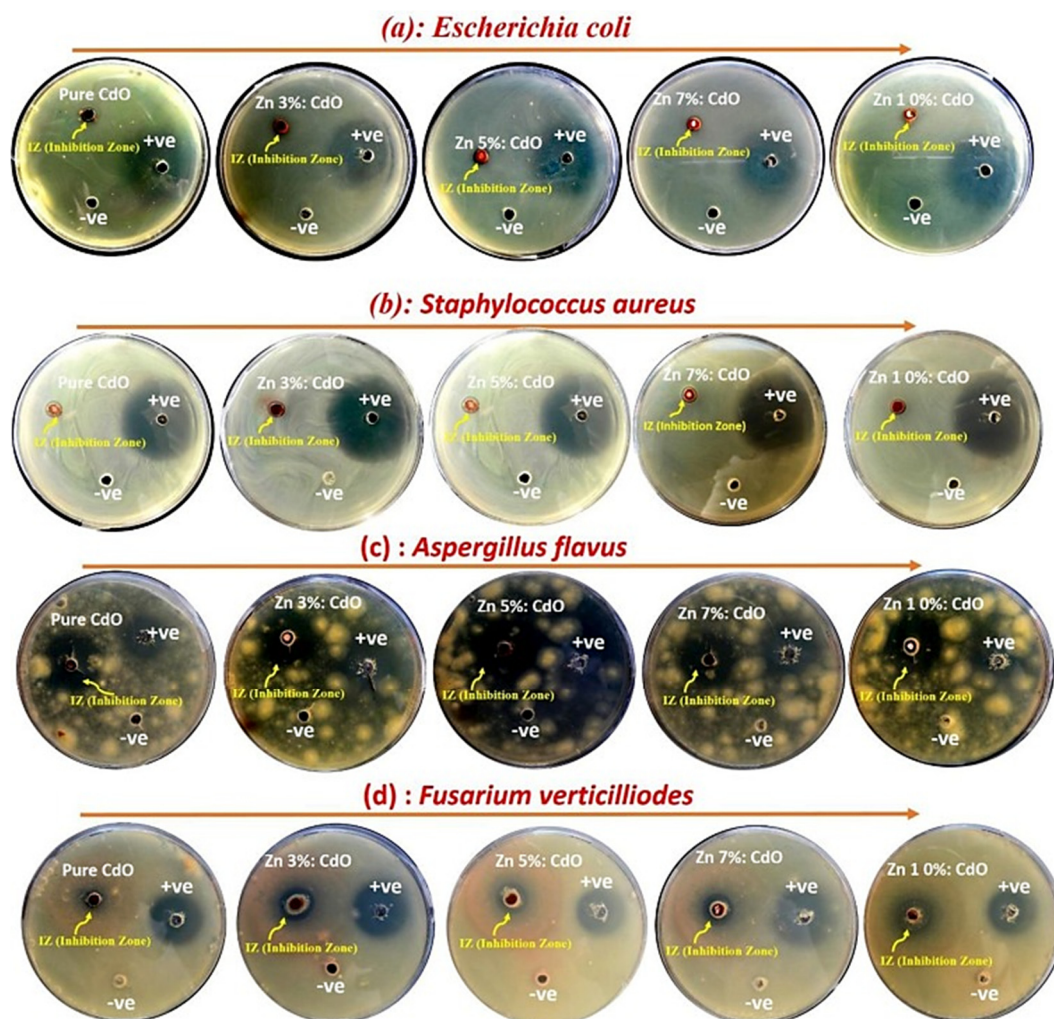 (a): Escherichia coli
Pure CdO
IZ (Inhibition Zone)
+ve
-ve
Zn 3%: CdO
IZ (Inhibition Zone)
+ve
-ve
Zn 5%: CdO
IZ (Inhibition Zone)
+ve
-ve
Zn 7%: CdO
IZ (Inhibition Zone)
+ve
-ve
Zn 1 0%: CdO
IZ (Inhibition Zone)
+ve
-ve
(b): Staphylococcus aureus
Pure CdO
IZ (Inhibition Zone)
+ve
-ve
Zn 3%: CdO
IZ (Inhibition Zone)
+ve
-ve
Zn 5%: CdO
IZ (Inhibition Zone)
+ve
-ve
Zn 7%: CdO
IZ (Inhibition Zone)
+ve
-ve
Zn 1 0%: CdO
IZ (Inhibition Zone)
+ve
-ve
(c) : Aspergillus flavus
Pure CdO
IZ (Inhibition Zone)
+ve
-ve
Zn 3%: CdO
IZ (Inhibition Zone)
+ve
-ve
Zn 5%: CdO
IZ (Inhibition Zone)
+ve
-ve
Zn 7%: CdO
IZ (Inhibition Zone)
+ve
-ve
Zn 1 0%: CdO
IZ (Inhibition Zone)
+ve
-ve
(d) : Fusarium verticilliodes
Pure CdO
IZ (Inhibition Zone)
+ve
-ve
Zn 3%: CdO
IZ (Inhibition Zone)
+ve
-ve
Zn 5%: CdO
IZ (Inhibition Zone)
+ve
-ve
Zn 7%: CdO
IZ (Inhibition Zone)
+ve
-ve
Zn 1 0%: CdO
IZ (Inhibition Zone)
+ve
-ve